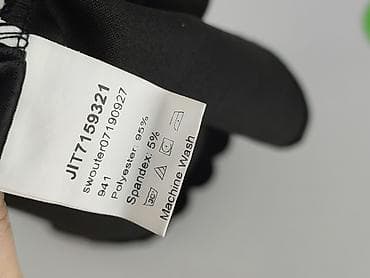 JIT7159321
swouter07190927
941
Polyester: 95%
Spandex: 5%
Machine Wash